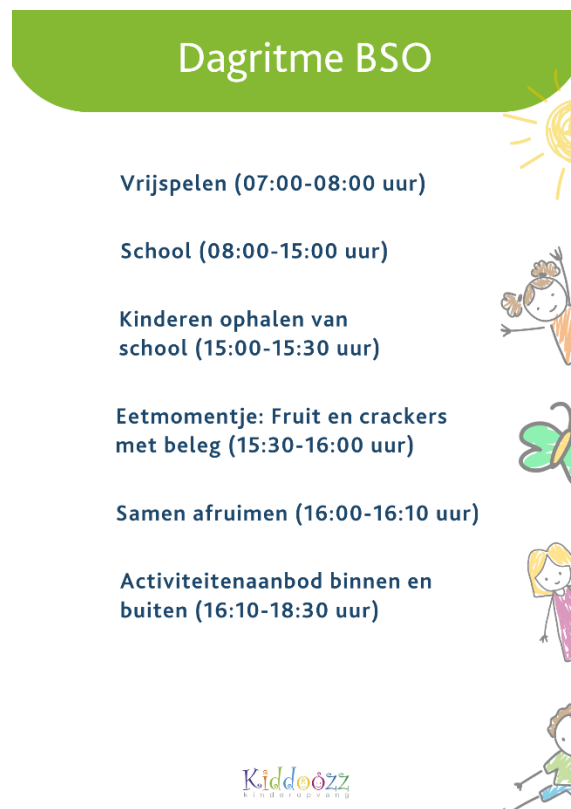 Dagritme BSO
Vrijspelen (07:00-08:00 uur)
School (08:00-15:00 uur)
Kinderen ophalen van
school (15:00-15:30 uur)
Eetmomentje: Fruit en crackers
met beleg (15:30-16:00 uur)
Samen afruimen (16:00-16:10 uur)
Activiteitenaanbod binnen en
buiten (16:10-18:30 uur)
Kiddoozz
kinderopvang